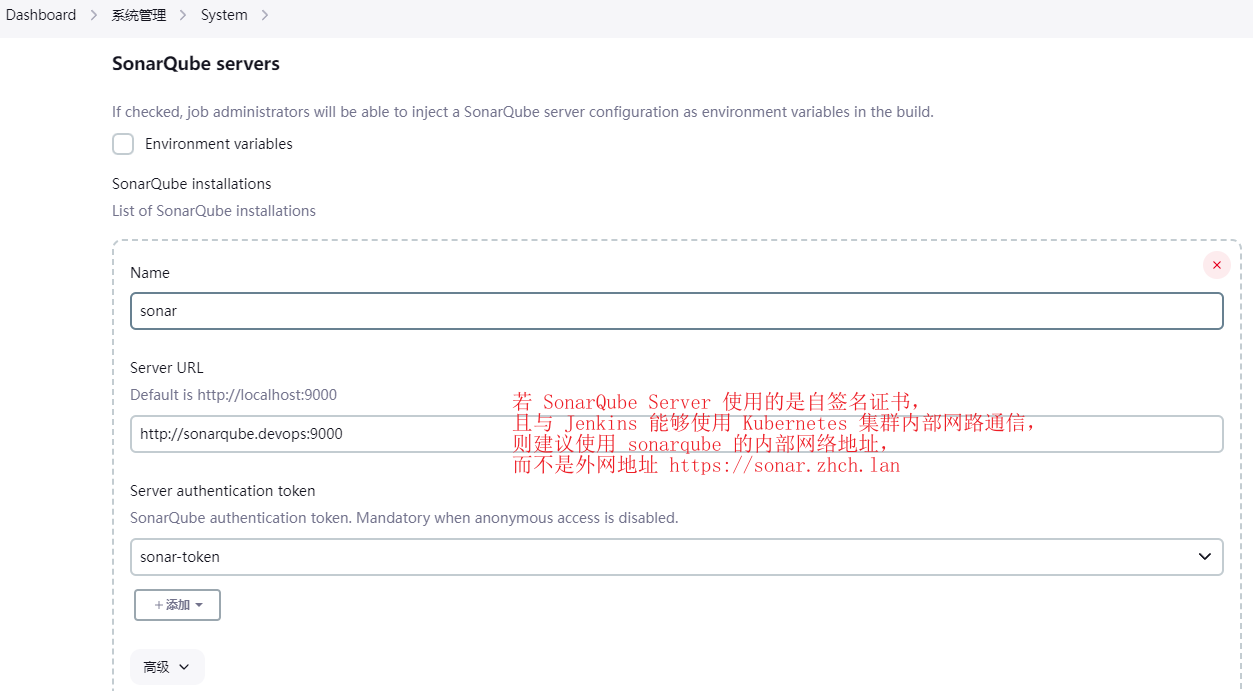 Dashboard > 系统管理 > System >
SonarQube servers
If checked, job administrators will be able to inject a SonarQube server configuration as environment variables in the build.
Environment variables
SonarQube installations
List of SonarQube installations
Name
sonar
Server URL
Default is http://localhost:9000
http://sonarqube.devops:9000
若 SonarQube Server 使用的是自签名证书，
且与 Jenkins 能够使用 Kubernetes 集群内部网路通信，
则建议使用 sonarqube 的内部网络地址，
而不是外网地址 https://sonar.zhch.lan
Server authentication token
SonarQube authentication token. Mandatory when anonymous access is disabled.
sonar-token
+ 添加
高级